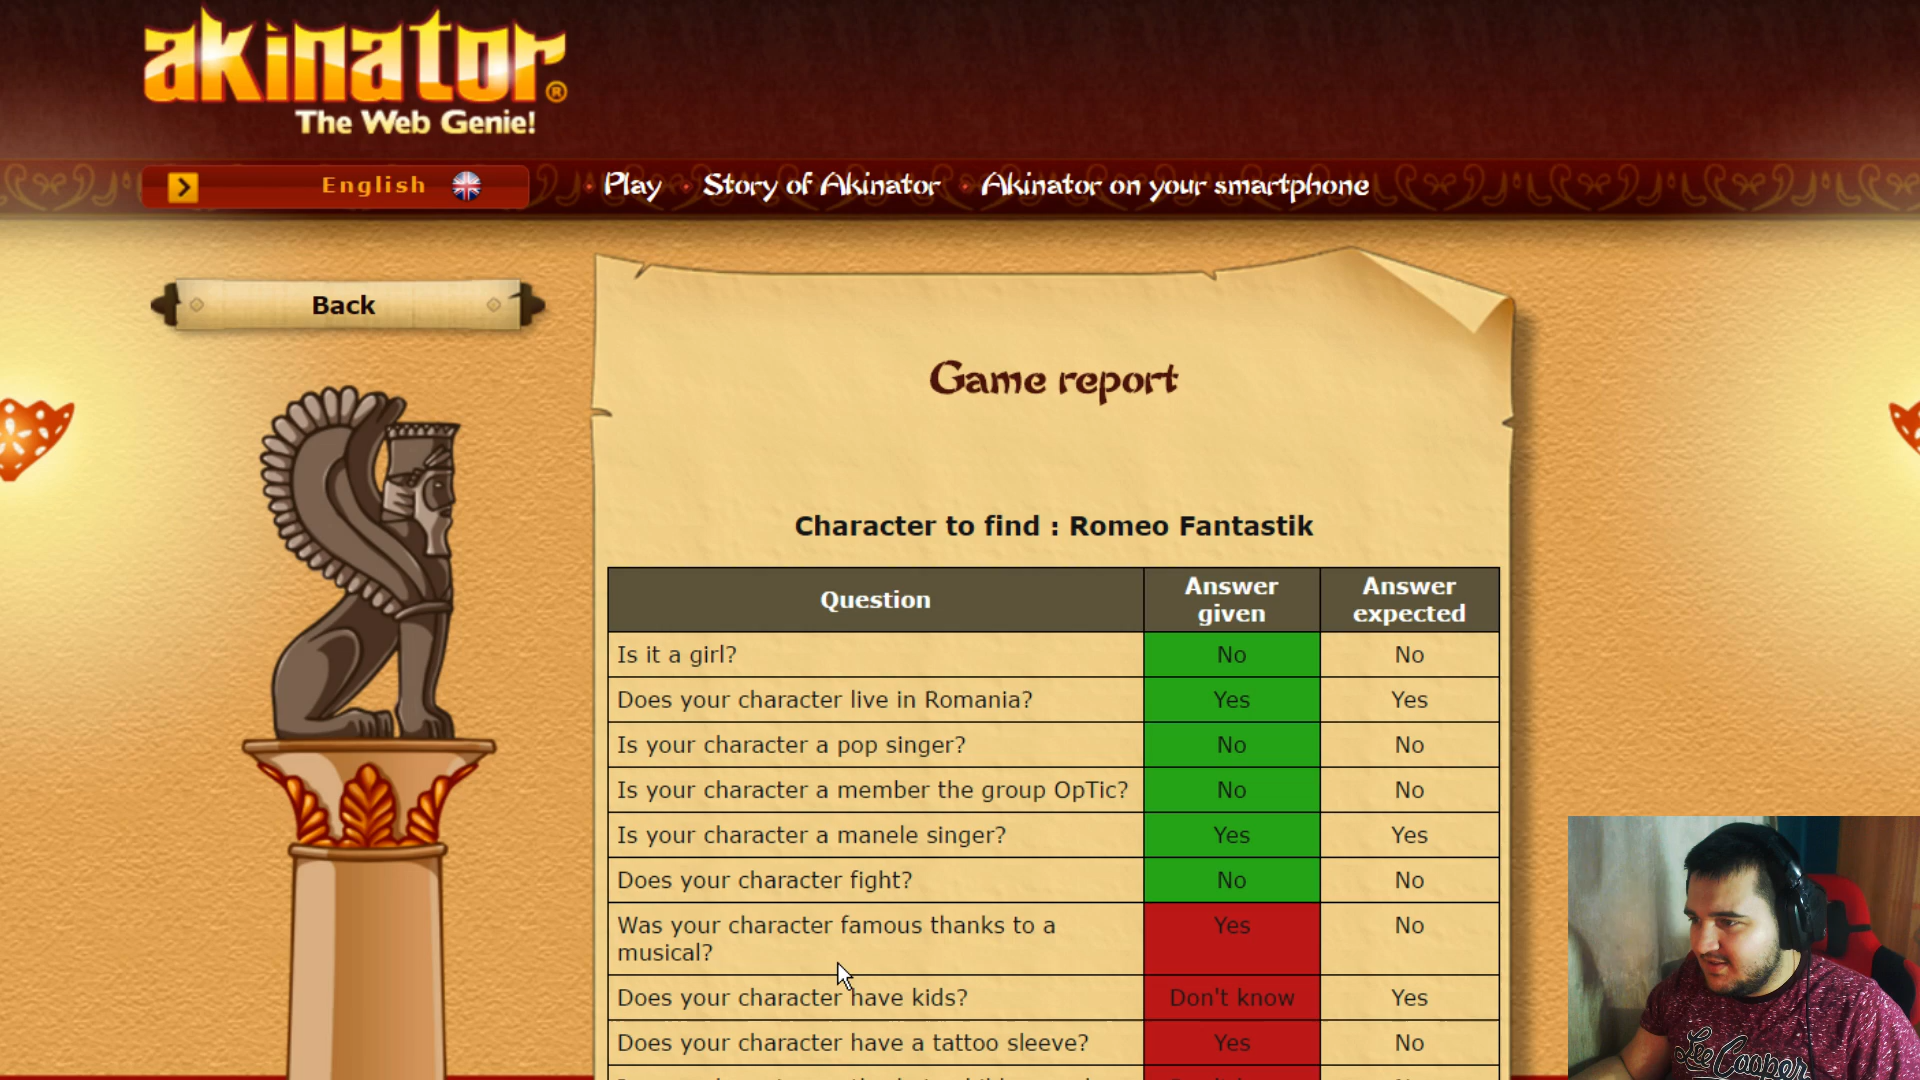 akinator®
The Web Genie!
English
Play
Story of Akinator
Akinator on your smartphone
Back
Game report
Character to find : Romeo Fantastik
Question Answer given Answer expected
Is it a girl? No No
Does your character live in Romania? Yes Yes
Is your character a pop singer? No No
Is your character a member the group OpTic? No No
Is your character a manele singer? Yes Yes
Does your character fight? No No
Was your character famous thanks to a
musical? Yes No
Does your character have kids? Don't know Yes
Does your character have a tattoo sleeve? Yes No
Lee Cooper